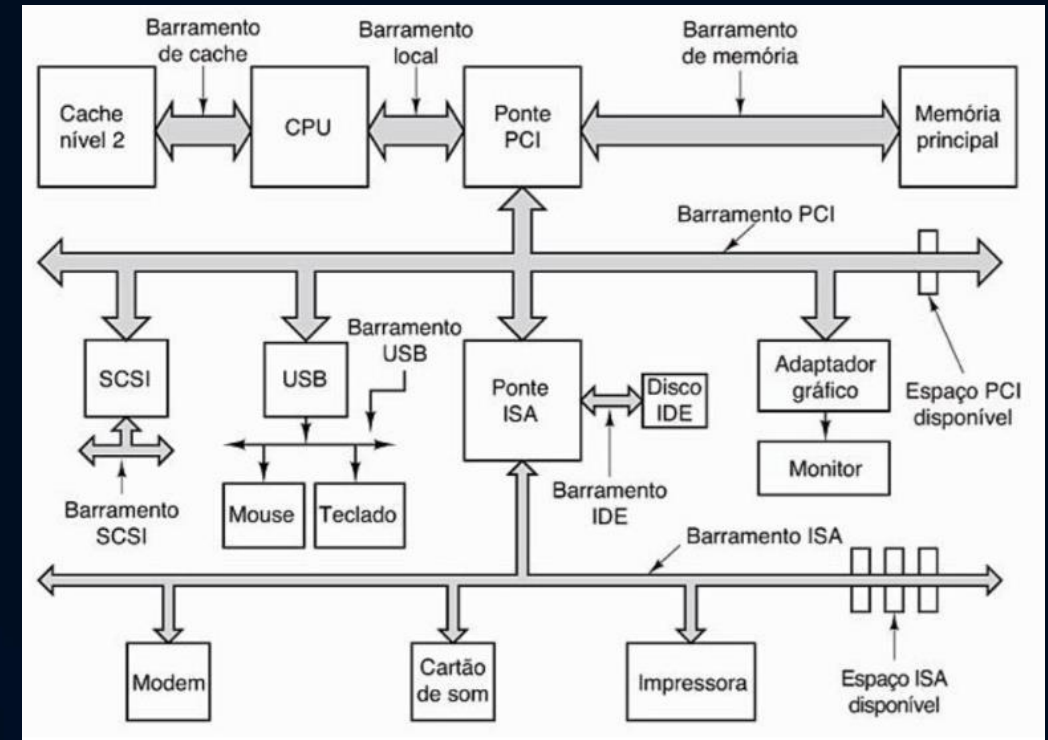 Barramento
de cache
Barramento
local
Barramento
de memória
Cache
nível 2
CPU
Ponte
PCI
Memória
principal
Barramento PCI
SCSI
USB
Barramento
USB
Ponte
ISA
Disco
IDE
Adaptador
gráfico
Espaço PCI
disponível
Monitor
Barramento
SCSI
Mouse
Teclado
Barramento
IDE
Barramento ISA
Modem
Cartão
de som
Impressora
Espaço ISA
disponível